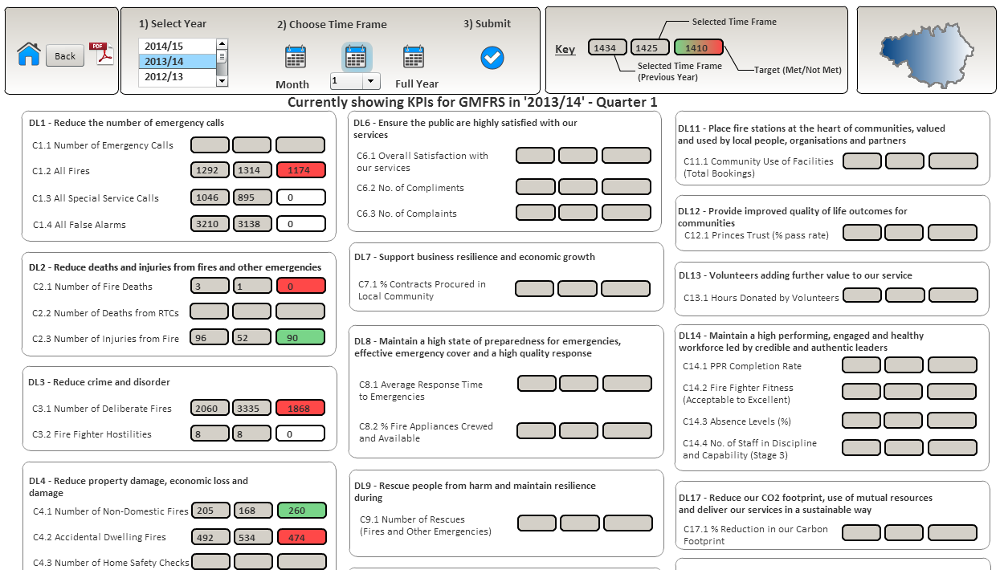 Back
PDF
1) Select Year
2014/15
2013/14
2012/13
2) Choose Time Frame
Month
1
Full Year
3) Submit
Key
1434
1425
1410
Selected Time Frame
Selected Time Frame
(Previous Year)
Target (Met/Not Met)
Currently showing KPIs for GMFRS in '2013/14' - Quarter 1
DL1 - Reduce the number of emergency calls
C1.1 Number of Emergency Calls
C1.2 All Fires 1292 1314 1174
C1.3 All Special Service Calls 1046 895 0
C1.4 All False Alarms 3210 3138 0
DL2 - Reduce deaths and injuries from fires and other emergencies
C2.1 Number of Fire Deaths 3 1 0
C2.2 Number of Deaths from RTCs
C2.3 Number of Injuries from Fire 96 52 90
DL3 - Reduce crime and disorder
C3.1 Number of Deliberate Fires 2060 3335 1868
C3.2 Fire Fighter Hostilities 8 8 0
DL4 - Reduce property damage, economic loss and
damage
C4.1 Number of Non-Domestic Fires 205 168 260
C4.2 Accidental Dwelling Fires 492 534 474
C4.3 Number of Home Safety Checks
DL6 - Ensure the public are highly satisfied with our
services
C6.1 Overall Satisfaction with
our services
C6.2 No. of Compliments
C6.3 No. of Complaints
DL7 - Support business resilience and economic growth
C7.1 % Contracts Procured in
Local Community
DL8 - Maintain a high state of preparedness for emergencies,
effective emergency cover and a high quality response
C8.1 Average Response Time
to Emergencies
C8.2 % Fire Appliances Crewed
and Available
DL9 - Rescue people from harm and maintain resilience
during
C9.1 Number of Rescues
(Fires and Other Emergencies)
DL11 - Place fire stations at the heart of communities, valued
and used by local people, organisations and partners
C11.1 Community Use of Facilities
(Total Bookings)
DL12 - Provide improved quality of life outcomes for
communities
C12.1 Princes Trust (% pass rate)
DL13 - Volunteers adding further value to our service
C13.1 Hours Donated by Volunteers
DL14 - Maintain a high performing, engaged and healthy
workforce led by credible and authentic leaders
C14.1 PPR Completion Rate
C14.2 Fire Fighter Fitness
(Acceptable to Excellent)
C14.3 Absence Levels (%)
C14.4 No. of Staff in Discipline
and Capability (Stage 3)
DL17 - Reduce our CO2 footprint, use of mutual resources
and deliver our services in a sustainable way
C17.1 % Reduction in our Carbon
Footprint